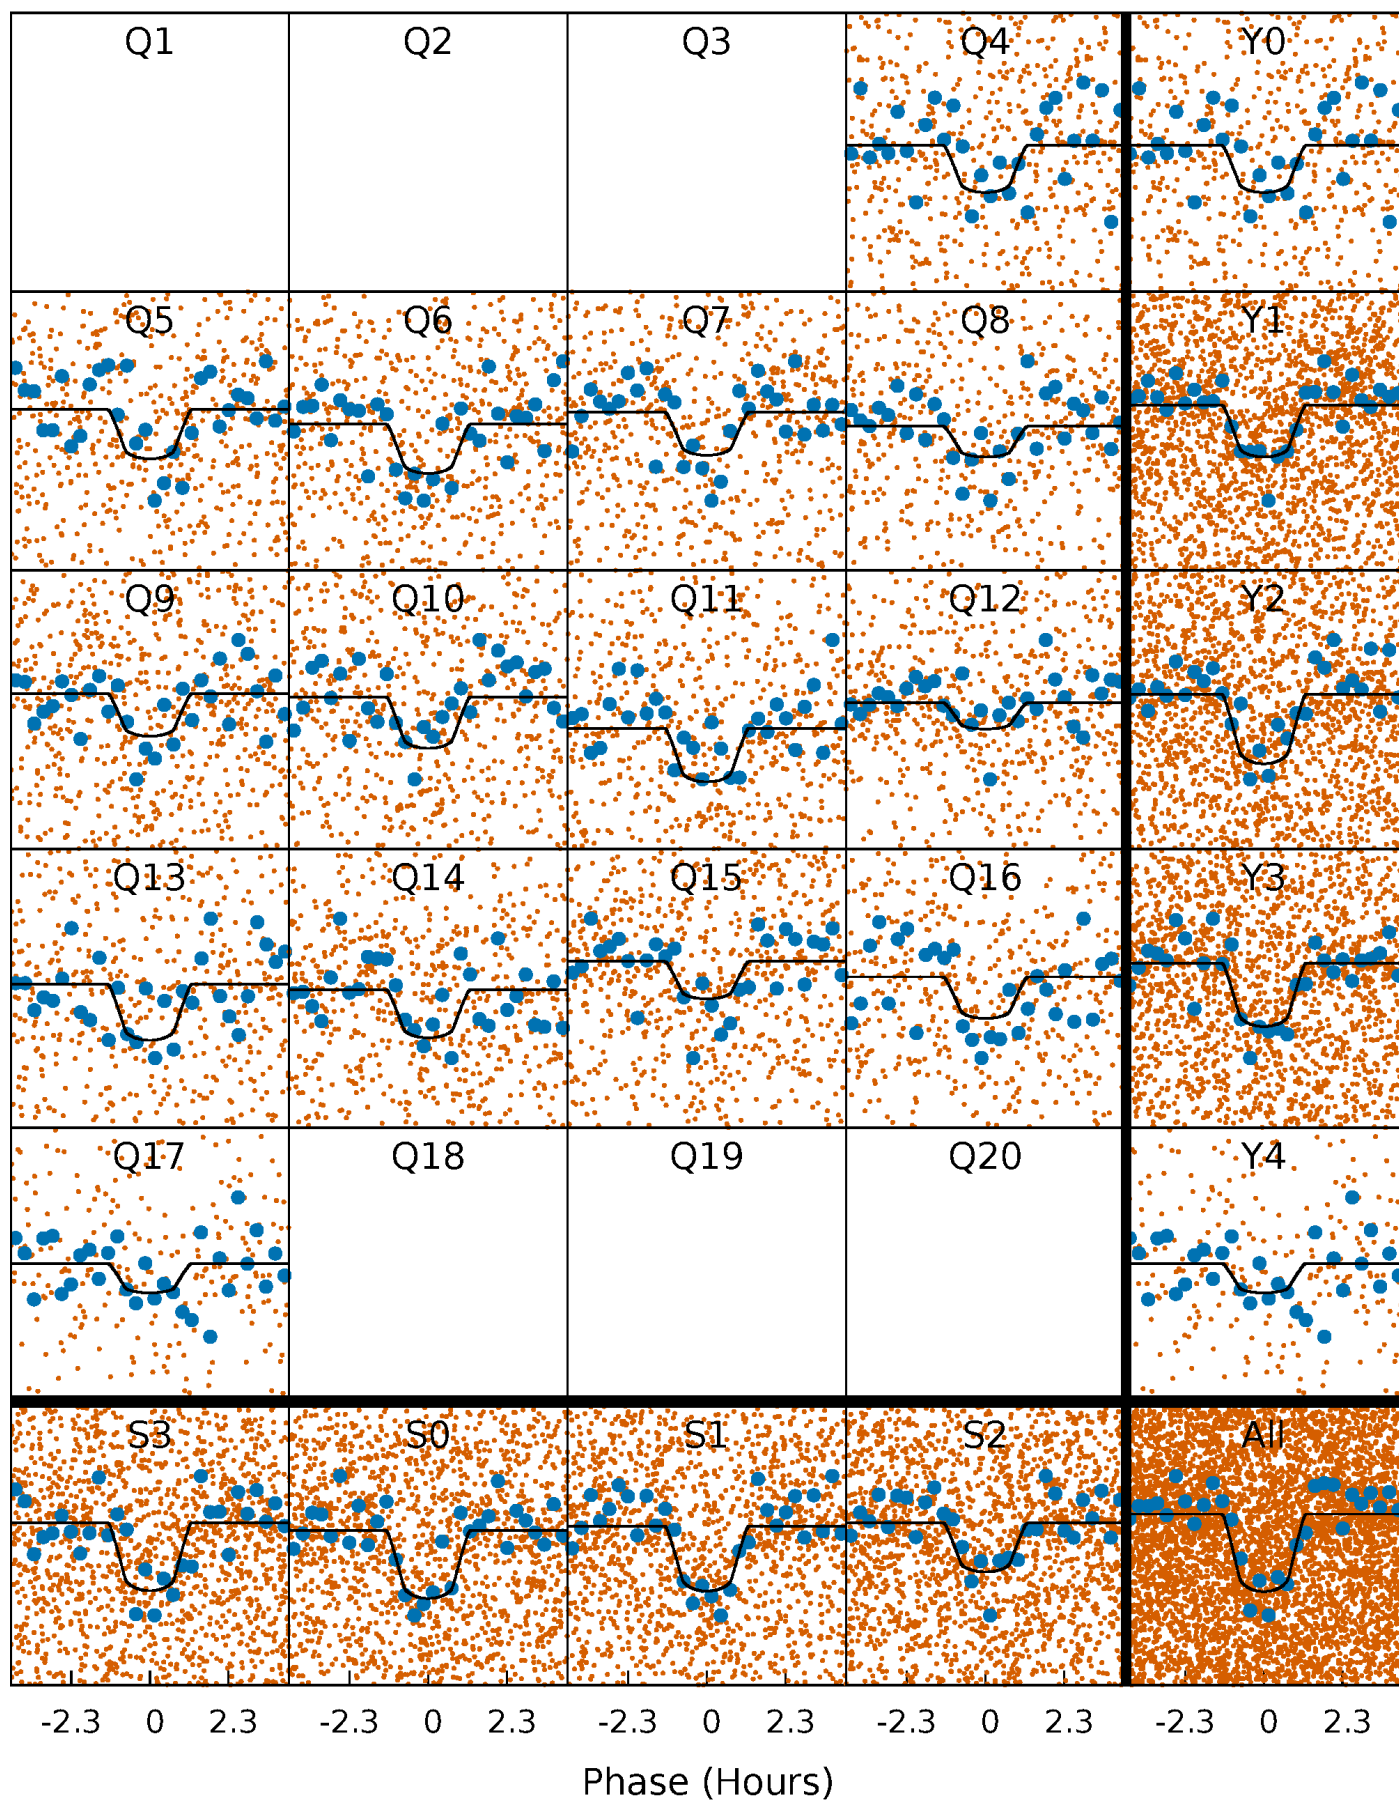 Q1 Q2 Q3 Q4 Y0
Q5 Q6 Q7 Q8 Y1
Q9 Q10 Q11 Q12 Y2
Q13 Q14 Q15 Q16 Y3
Q17 Q18 Q19 Q20 Y4
S3 S0 S1 S2 All
-2.3 0 2.3 -2.3 0 2.3 -2.3 0 2.3 -2.3 0 2.3 -2.3 0 2.3
Phase (Hours)